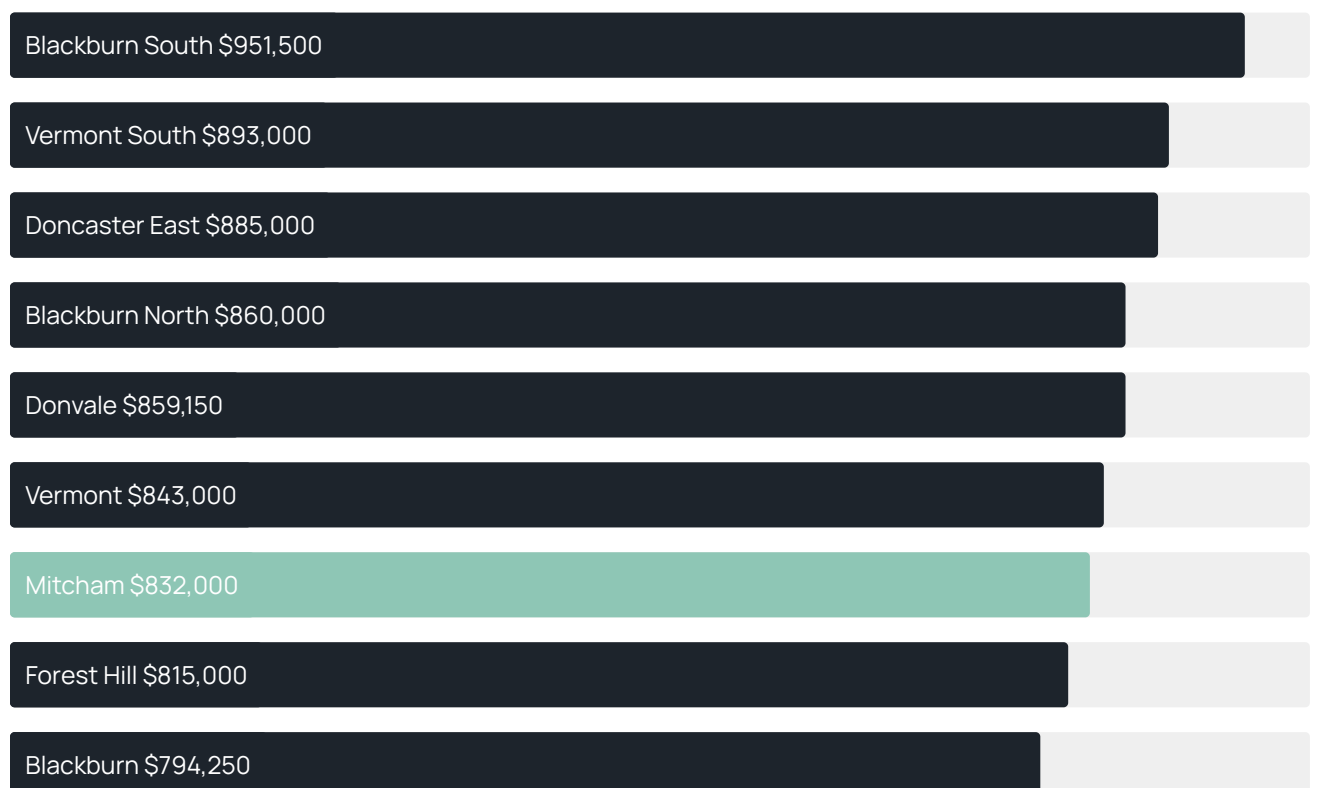 Blackburn South $951,500
Vermont South $893,000
Doncaster East $885,000
Blackburn North $860,000
Donvale $859,150
Vermont $843,000
Mitcham $832,000
Forest Hill $815,000
Blackburn $794,250